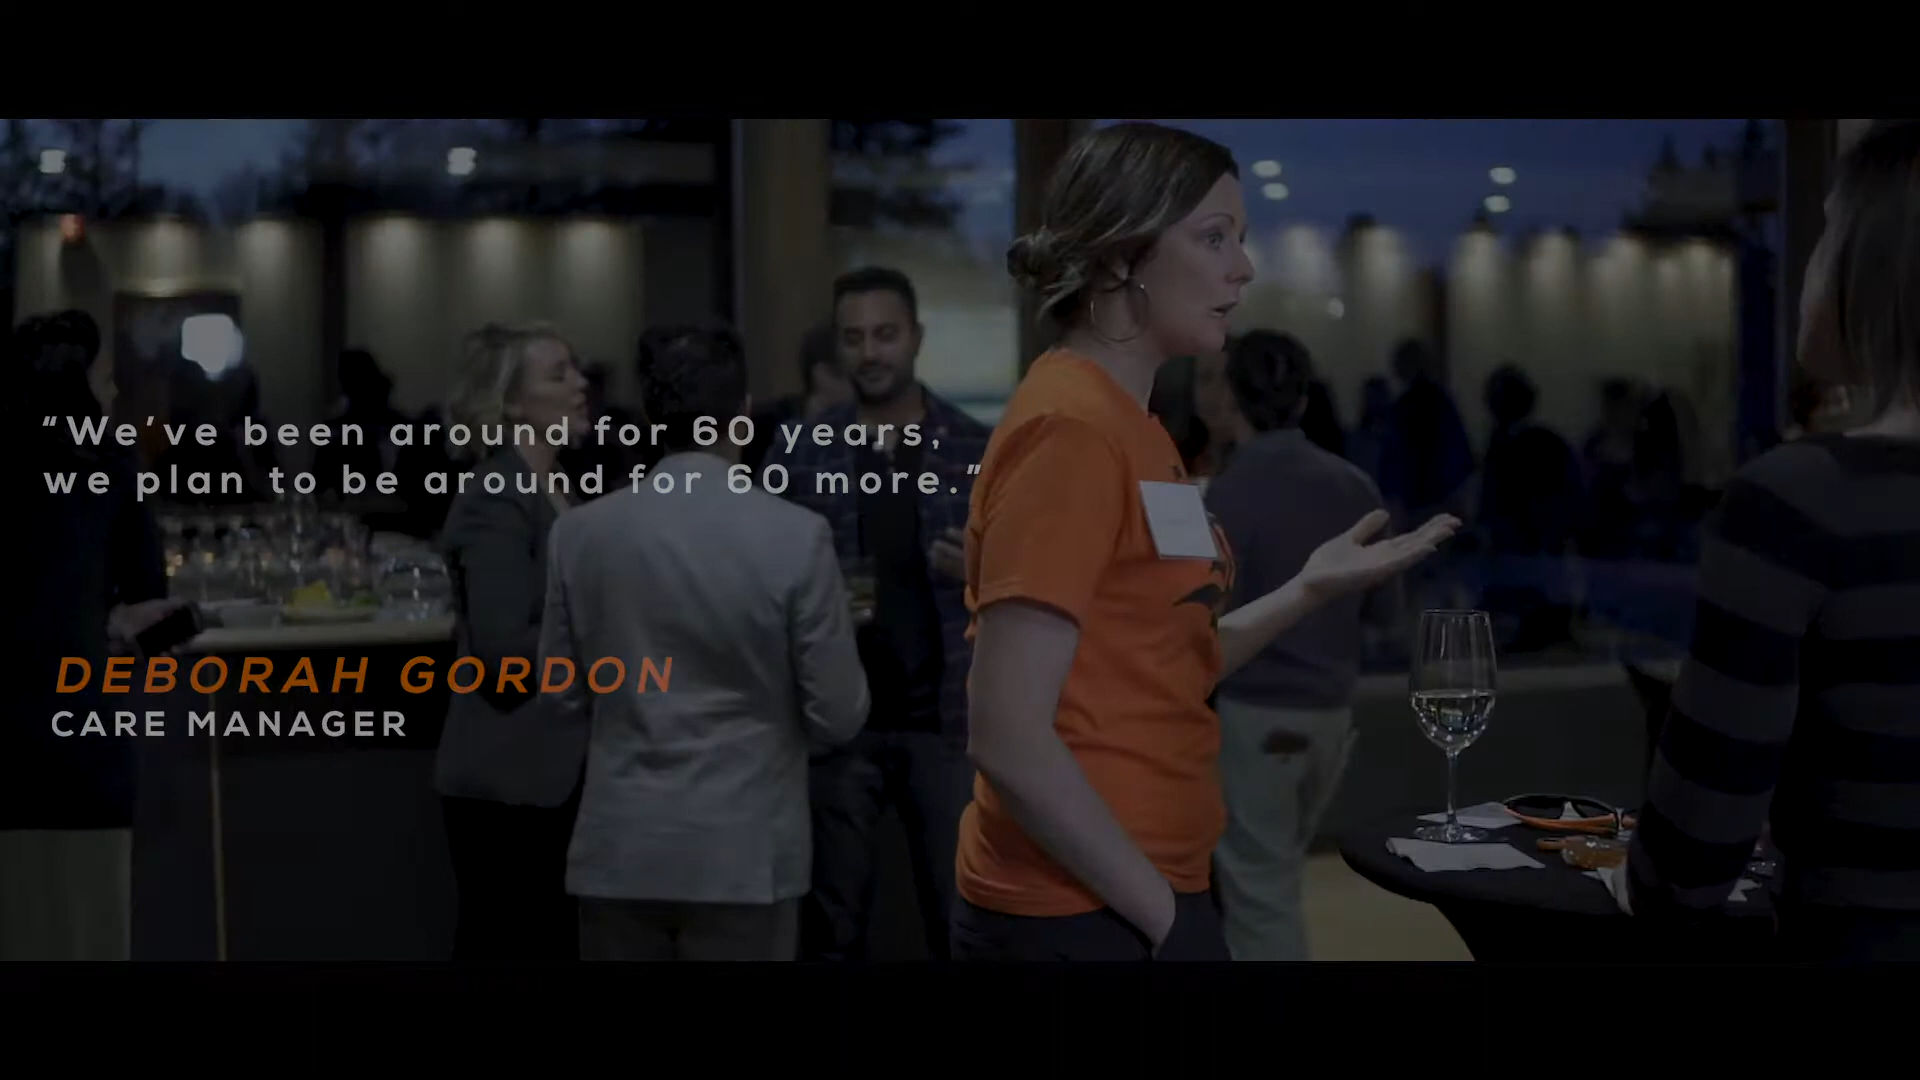 “We’ve been around for 60 years,
we plan to be around for 60 more.”
DEBORAH GORDON
CARE MANAGER